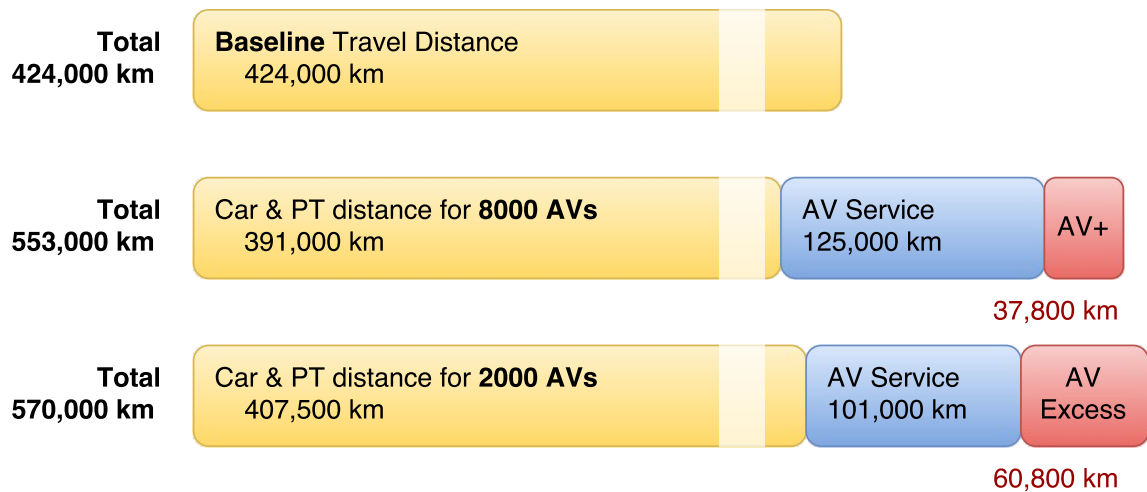 Total
424,000 km
Baseline Travel Distance
424,000 km
Total
553,000 km
Car & PT distance for 8000 AVs
391,000 km
AV Service
125,000 km
AV+
37,800 km
Total
570,000 km
Car & PT distance for 2000 AVs
407,500 km
AV Service
101,000 km
AV
Excess
60,800 km